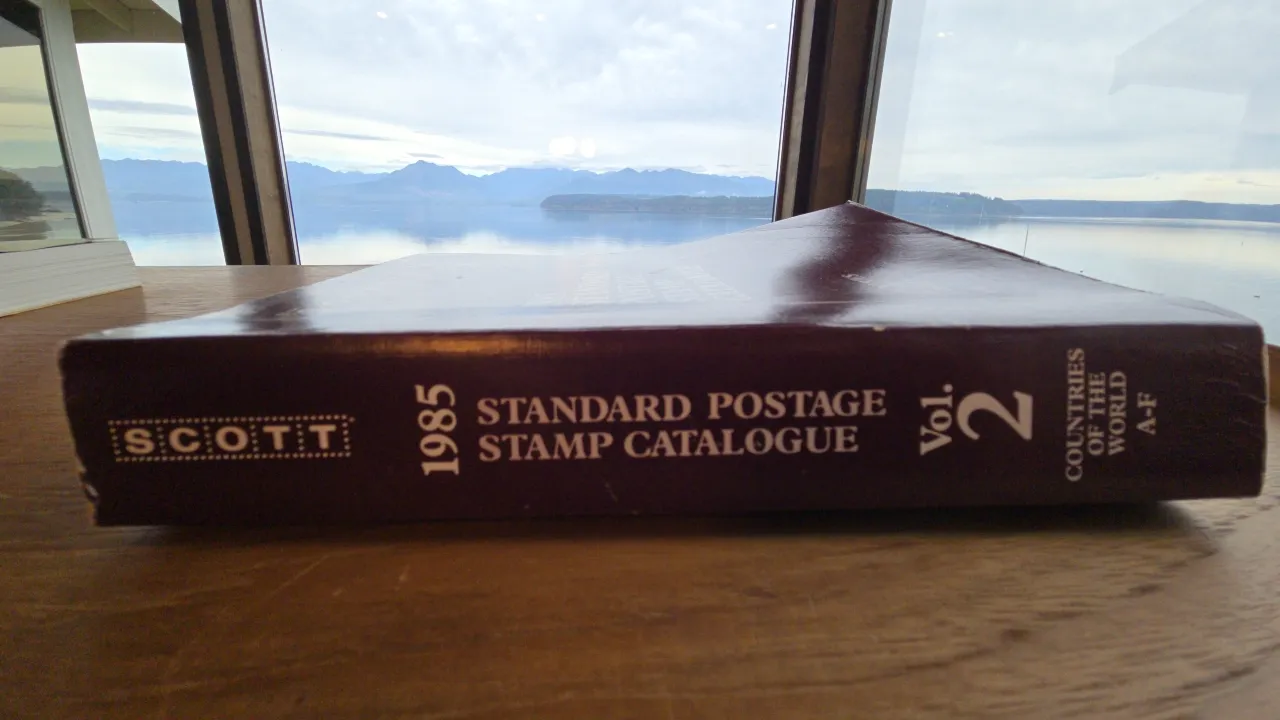 SCOTT
1985
STANDARD POSTAGE
STAMP CATALOGUE
Vol.
2
COUNTRIES
OF THE
WORLD
A-F